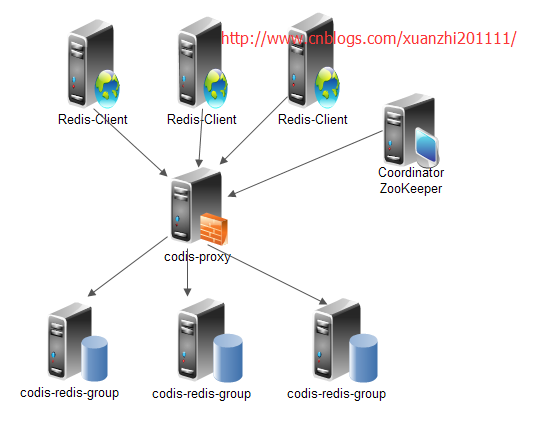 http://www.cnblogs.com/xuanzhi201111/
Redis-Client
Redis-Client
Redis-Client
Coordinator
ZooKeeper
codis-proxy
codis-redis-group
codis-redis-group
codis-redis-group